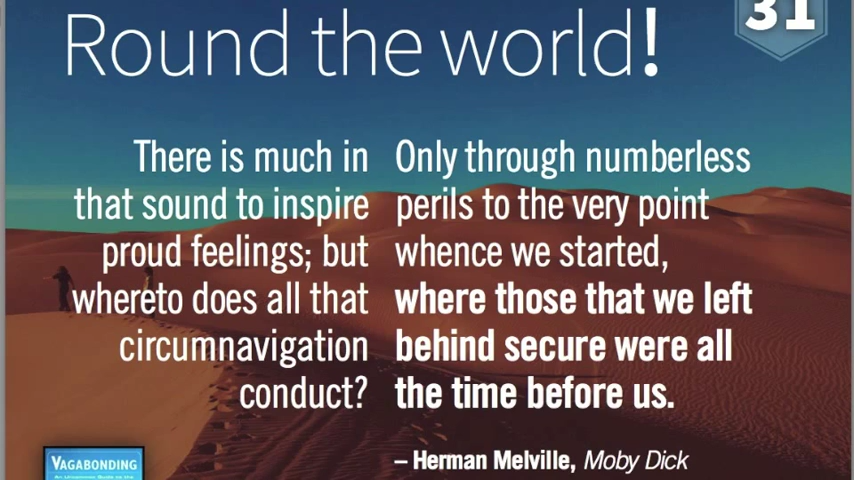 Round the world!
31
There is much in
that sound to inspire
proud feelings; but
whereto does all that
circumnavigation
conduct?
Only through numberless
perils to the very point
whence we started,
where those that we left
behind secure were all
the time before us.
– Herman Melville, Moby Dick
VAGABONDING